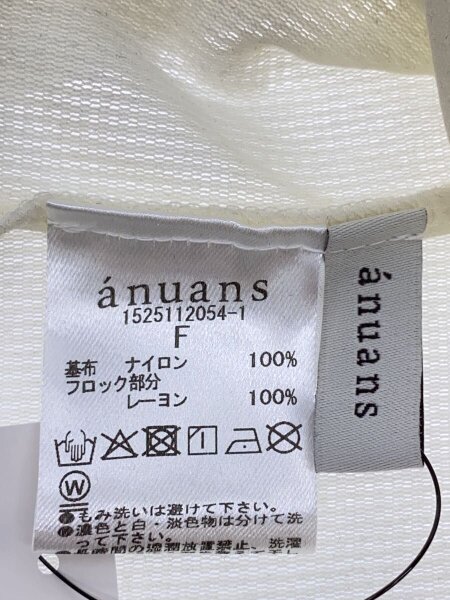 ánuans
1525112054-1
F
基布 ナイロン 100%
フロック部分
レーヨン 100%
W
●もみ洗いは避けて下さい。
●濃色と白・淡色物は分けて洗
って下さい。
ánuans